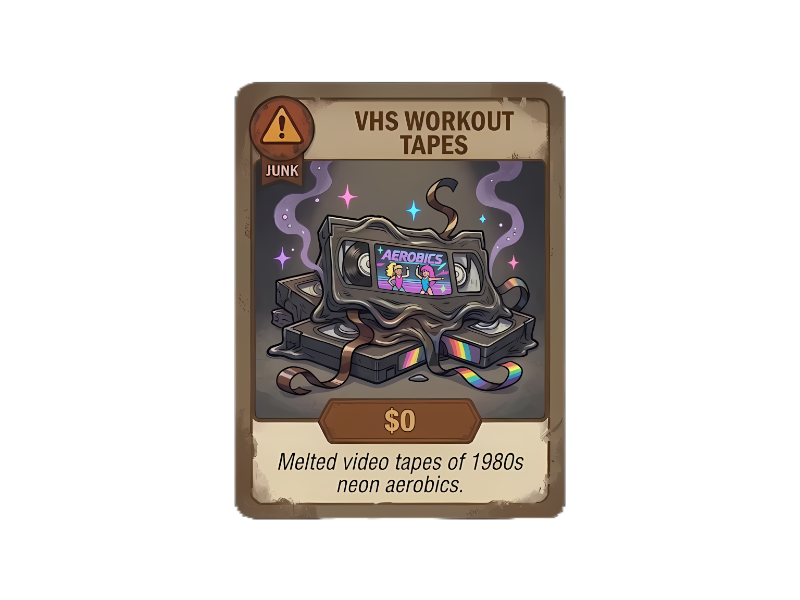 VHS WORKOUT
TAPES
JUNK
AEROBICS
$0
Melted video tapes of 1980s
neon aerobics.